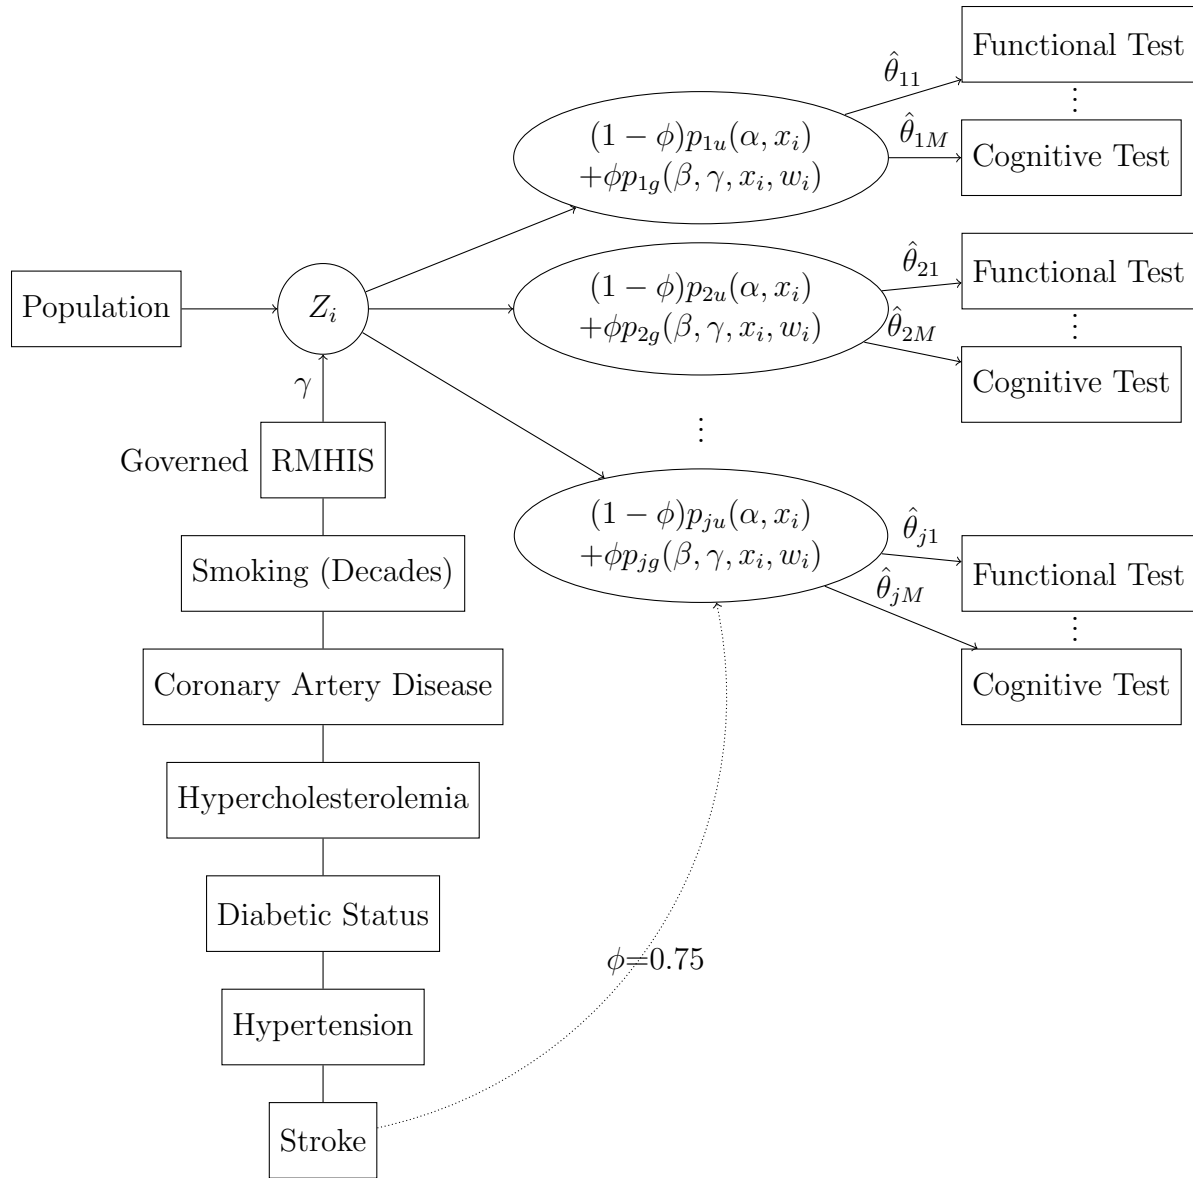 Functional Test
θ̂₁₁
⋮
(1 − ϕ)p₁ᵤ(α, xᵢ)
+ϕp₁g(β, γ, xᵢ, wᵢ)
θ̂₁M
Cognitive Test
Population
Zᵢ
(1 − ϕ)p₂ᵤ(α, xᵢ)
+ϕp₂g(β, γ, xᵢ, wᵢ)
θ̂₂₁
Functional Test
⋮
θ̂₂M
Cognitive Test
γ
⋮
Governed
RMHIS
(1 − ϕ)pⱼᵤ(α, xᵢ)
+ϕpⱼg(β, γ, xᵢ, wᵢ)
θ̂ⱼ₁
Functional Test
⋮
θ̂ⱼM
Cognitive Test
Smoking (Decades)
Coronary Artery Disease
Hypercholesterolemia
Diabetic Status
ϕ=0.75
Hypertension
Stroke